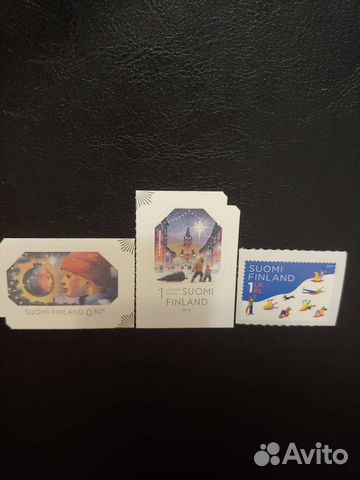 SUOMI FINLAND 0,80€
1
SUOMI
FINLAND
SUOMI
FINLAND
1
Avito